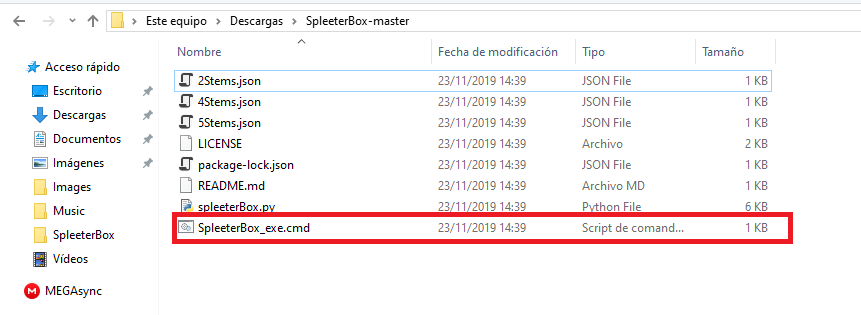 Este equipo > Descargas > SpleeterBox-master
Nombre Fecha de modificación Tipo Tamaño
Acceso rápido
Escritorio
Descargas
Documentos
Imágenes
Images
Music
SpleeterBox
Vídeos
MEGAsync
2Stems.json 23/11/2019 14:39 JSON File 1 KB
4Stems.json 23/11/2019 14:39 JSON File 1 KB
5Stems.json 23/11/2019 14:39 JSON File 1 KB
LICENSE 23/11/2019 14:39 Archivo 2 KB
package-lock.json 23/11/2019 14:39 JSON File 1 KB
README.md 23/11/2019 14:39 Archivo MD 1 KB
spleeterBox.py 23/11/2019 14:39 Python File 6 KB
SpleeterBox_exe.cmd 23/11/2019 14:39 Script de comand... 1 KB